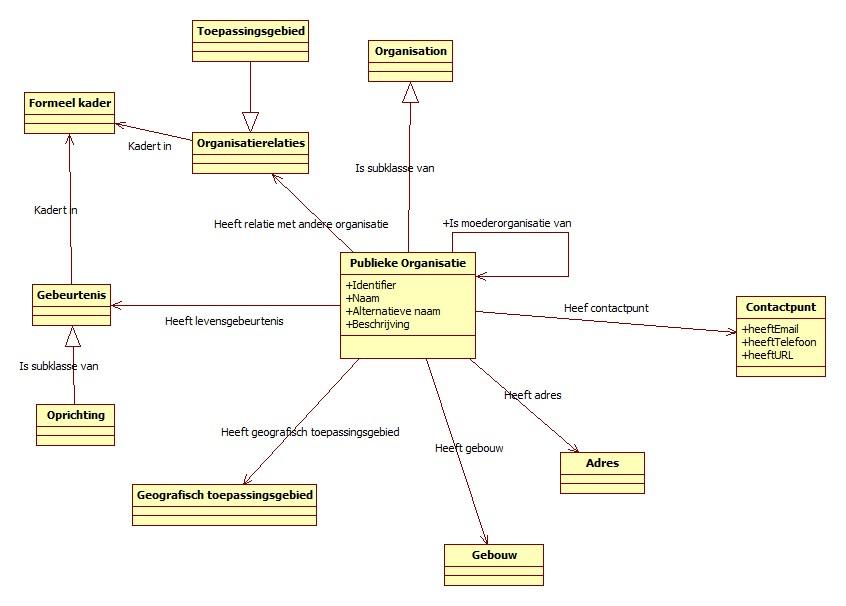 Toepassingsgebied
Organisation
Formeel kader
Organisatierelaties
Kadert in
Is subklasse van
Kadert in
Heeft relatie met andere organisatie
+Is moederorganisatie van
Publieke Organisatie
+Identifier
+Naam
+Alternatieve naam
+Beschrijving
Gebeurtenis
Heeft levensgebeurtenis
Heef contactpunt
Contactpunt
+heeftEmail
+heeftTelefoon
+heeftURL
Is subklasse van
Oprichting
Heeft adres
Heeft geografisch toepassingsgebied
Heeft gebouw
Adres
Geografisch toepassingsgebied
Gebouw